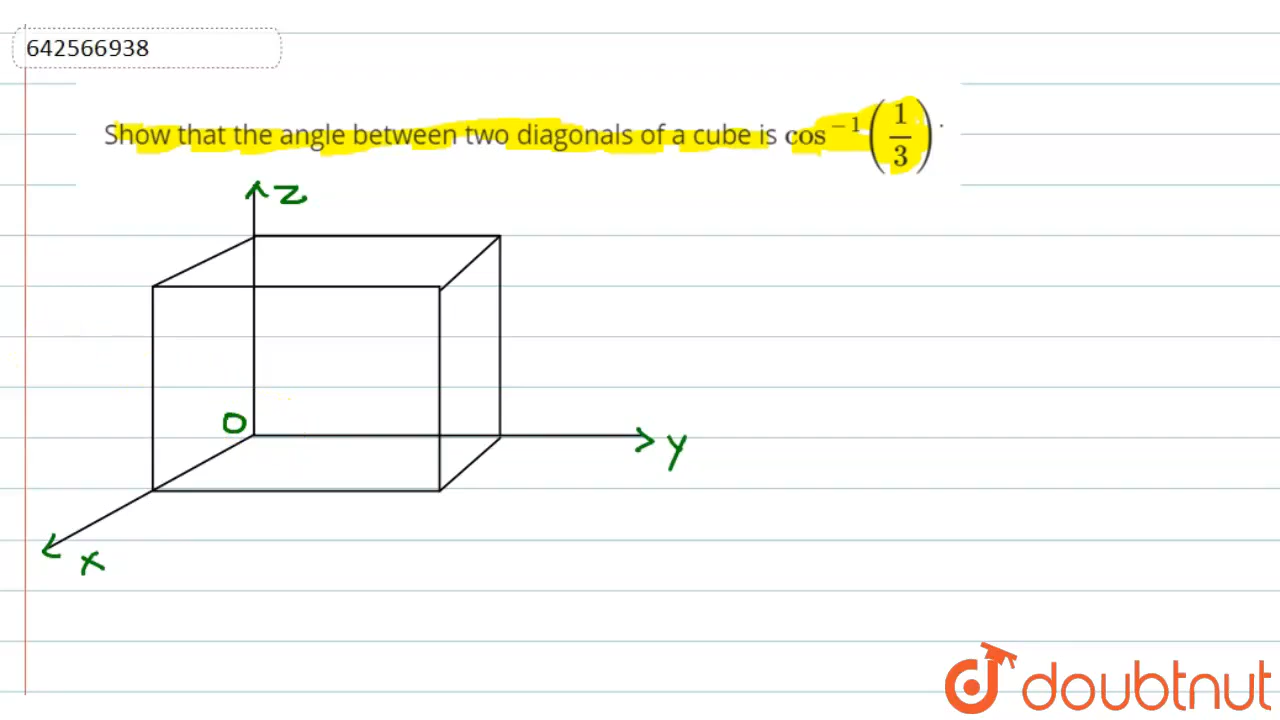 642566938
Show that the angle between two diagonals of a cube is cos⁻¹(1/3).
z
O
y
x
doubtnut